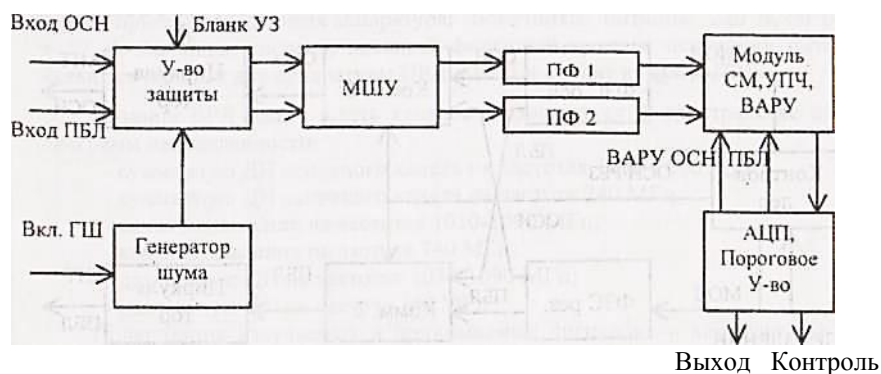 Вход ОСН
Бланк УЗ
У-во
защиты
Вход ПБЛ
МШУ
ПФ 1
ПФ 2
Модуль
СМ,УПЧ,
ВАРУ
ВАРУ ОСН ПБЛ
Вкл. ГШ
Генератор
шума
АЦП,
Пороговое
У-во
Выход Контроль